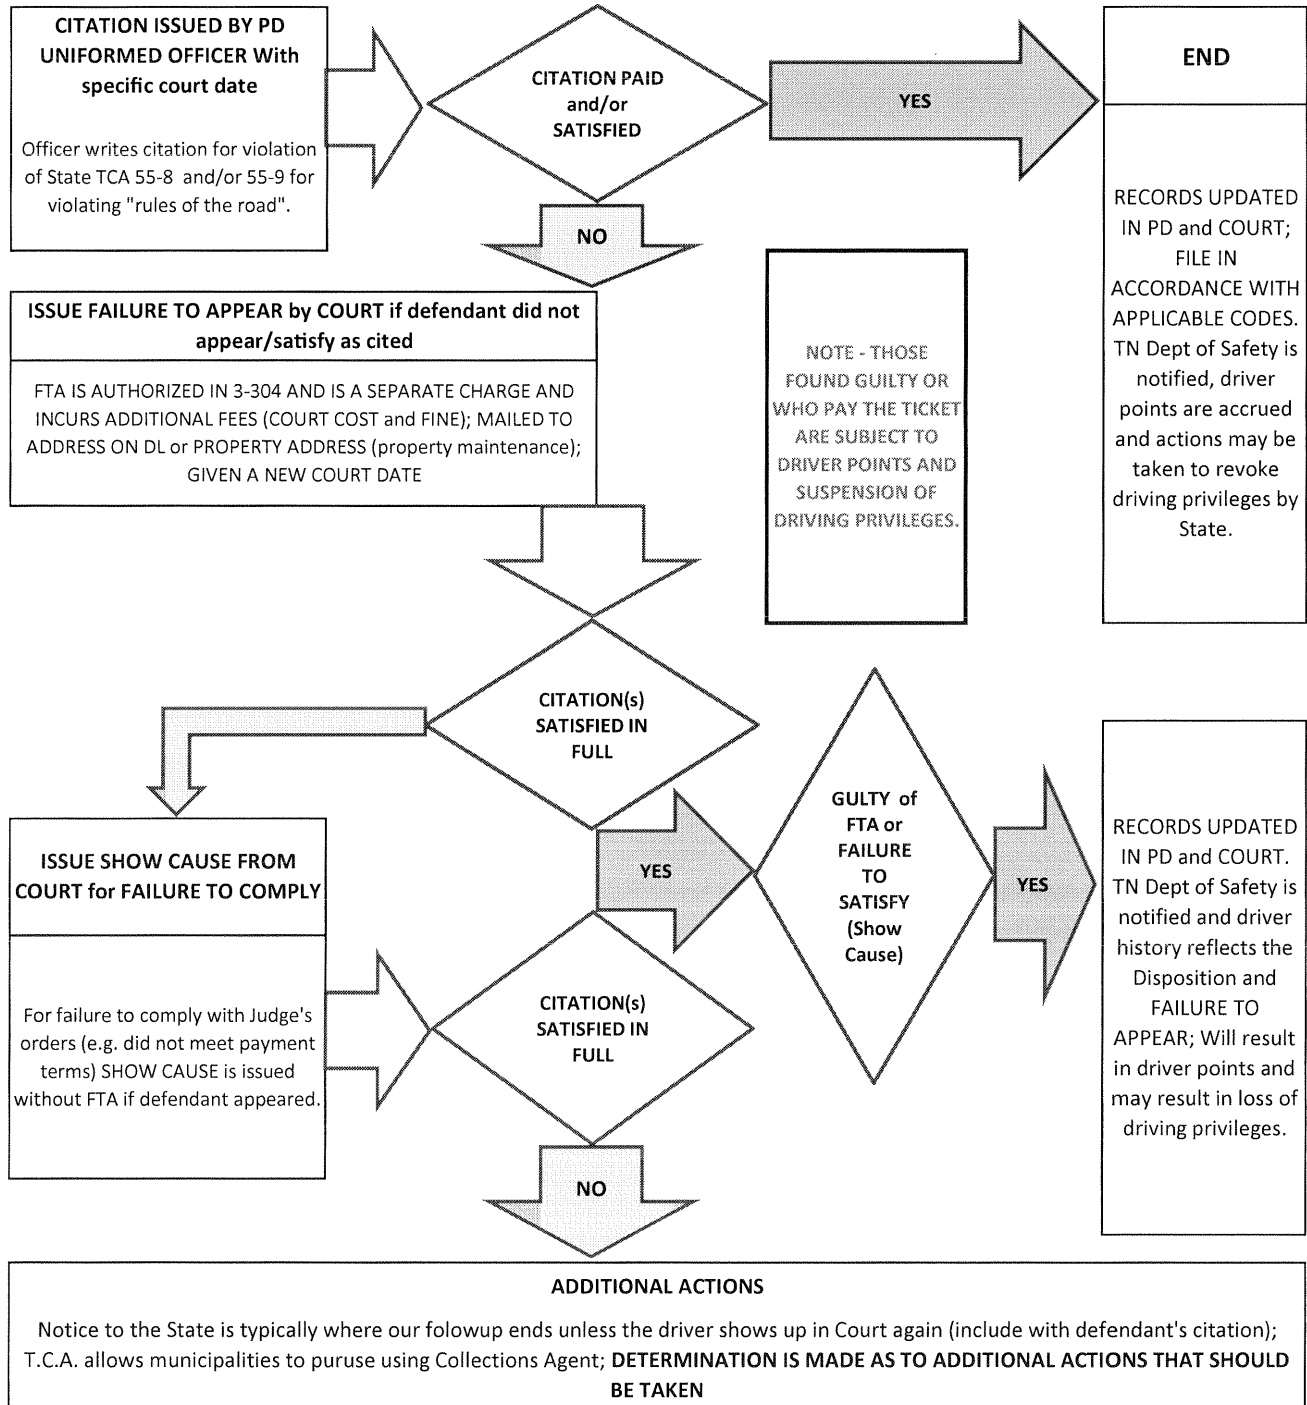 CITATION ISSUED BY PD
UNIFORMED OFFICER With
specific court date
Officer writes citation for violation
of State TCA 55-8 and/or 55-9 for
violating "rules of the road".
CITATION PAID
and/or
SATISFIED
YES
END
RECORDS UPDATED
IN PD and COURT;
FILE IN
ACCORDANCE WITH
APPLICABLE CODES.
TN Dept of Safety is
notified, driver
points are accrued
and actions may be
taken to revoke
driving privileges by
State.
NO
ISSUE FAILURE TO APPEAR by COURT if defendant did not
appear/satisfy as cited
FTA IS AUTHORIZED IN 3-304 AND IS A SEPARATE CHARGE AND
INCURS ADDITIONAL FEES (COURT COST and FINE); MAILED TO
ADDRESS ON DL or PROPERTY ADDRESS (property maintenance);
GIVEN A NEW COURT DATE
NOTE - THOSE
FOUND GUILTY OR
WHO PAY THE TICKET
ARE SUBJECT TO
DRIVER POINTS AND
SUSPENSION OF
DRIVING PRIVILEGES.
CITATION(s)
SATISFIED IN
FULL
YES
GULTY of
FTA or
FAILURE
TO
SATISFY
(Show
Cause)
YES
RECORDS UPDATED
IN PD and COURT.
TN Dept of Safety is
notified and driver
history reflects the
Disposition and
FAILURE TO
APPEAR; Will result
in driver points and
may result in loss of
driving privileges.
ISSUE SHOW CAUSE FROM
COURT for FAILURE TO COMPLY
For failure to comply with Judge's
orders (e.g. did not meet payment
terms) SHOW CAUSE is issued
without FTA if defendant appeared.
CITATION(s)
SATISFIED IN
FULL
NO
ADDITIONAL ACTIONS
Notice to the State is typically where our folowup ends unless the driver shows up in Court again (include with defendant's citation);
T.C.A. allows municipalities to puruse using Collections Agent; DETERMINATION IS MADE AS TO ADDITIONAL ACTIONS THAT SHOULD
BE TAKEN